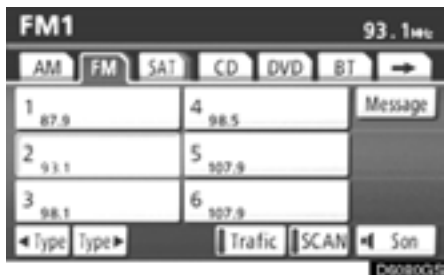 FM1 93.1MHz
AM FM SAT CD DVD BT
1 87.9 4 98.5 Message
2 93.1 5 107.9
3 98.1 6 107.9
◄ Type Type ► Trafic SCAN Son